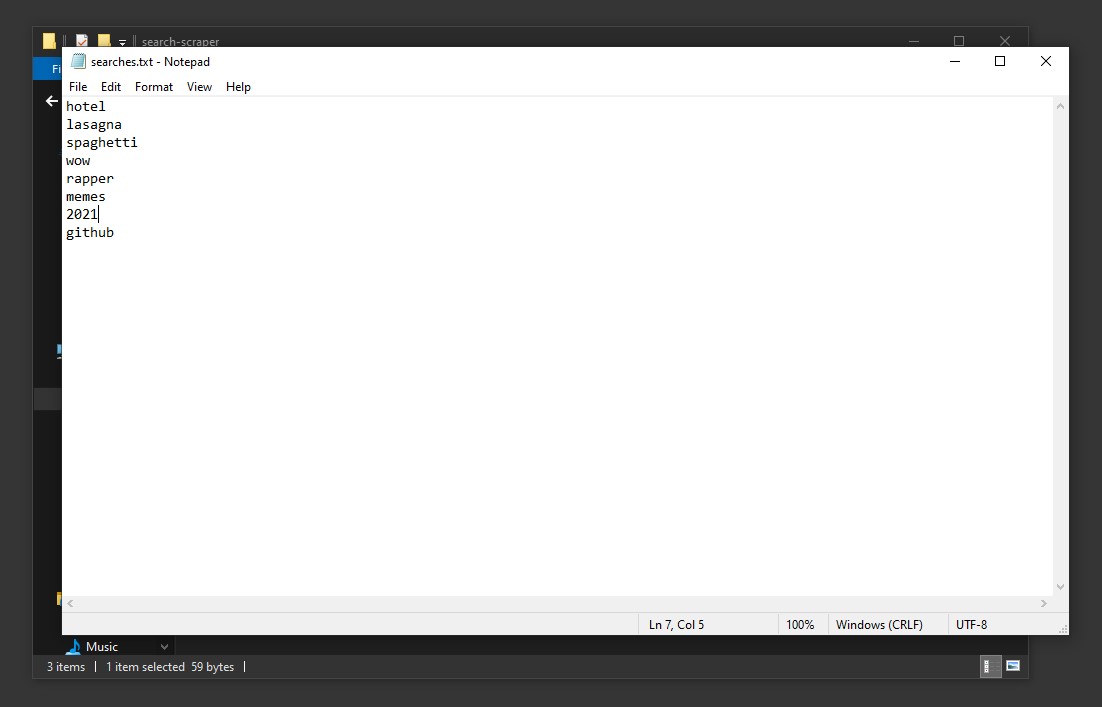 search-scraper
searches.txt - Notepad
Fi
File Edit Format View Help
hotel
lasagna
spaghetti
wow
rapper
memes
2021
github
Ln 7, Col 5 100% Windows (CRLF) UTF-8
Music
3 items 1 item selected 59 bytes